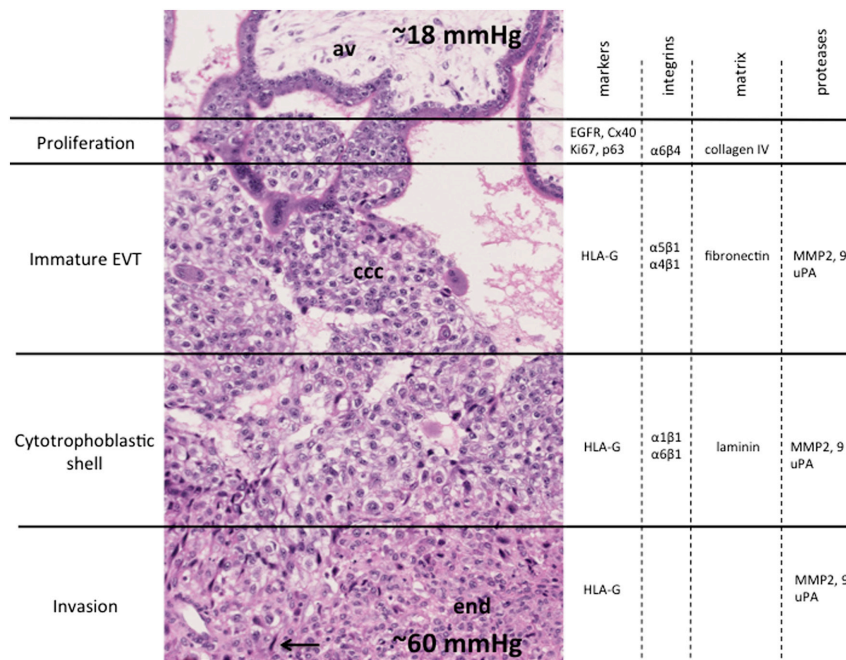 markers
integrins
matrix
proteases
av
~18 mmHg
Proliferation
EGFR, Cx40
Ki67, p63
α6β4
collagen IV
Immature EVT
ccc
HLA-G
α5β1
α4β1
fibronectin
MMP2, 9
uPA
Cytotrophoblastic
shell
HLA-G
α1β1
α6β1
laminin
MMP2, 9
uPA
Invasion
end
~60 mmHg
HLA-G
MMP2, 9
uPA